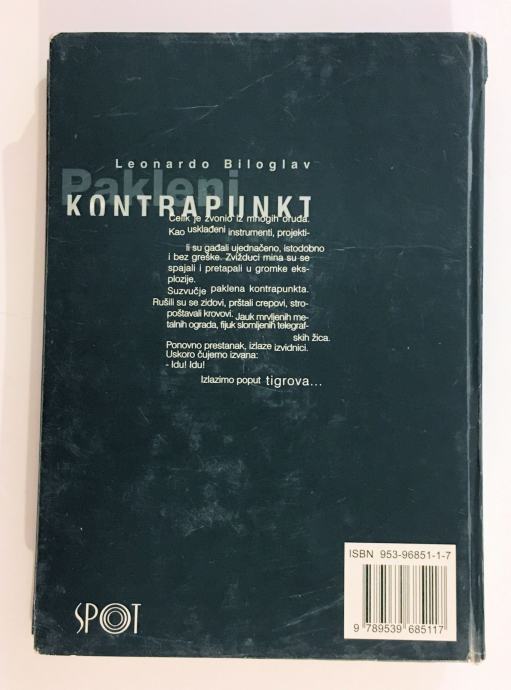 Leonardo Biloglav
Pakleni
KONTRAPUNKT
Čelik je zvonio iz mnogih oruđa.
Kao usklađeni instrumenti, projekti-
li su gađali ujednačeno, istodobno
i bez greške. Zvižduci mina su se
spajali i pretapali u gromke eks-
plozije.
Suzvučje paklena kontrapunkta.
Rušili su se zidovi, prštali crepovi, stro-
poštavali krovovi. Jauk mrvljenih me-
talnih ograda, fijuk slomljenih telegraf-
skih žica.
Ponovno prestanak, izlaze izvidnici.
Uskoro čujemo izvana:
- Idu! Idu!
Izlazimo poput tigrova...
ISBN 953-96851-1-7
9 789539 685117
SPOT